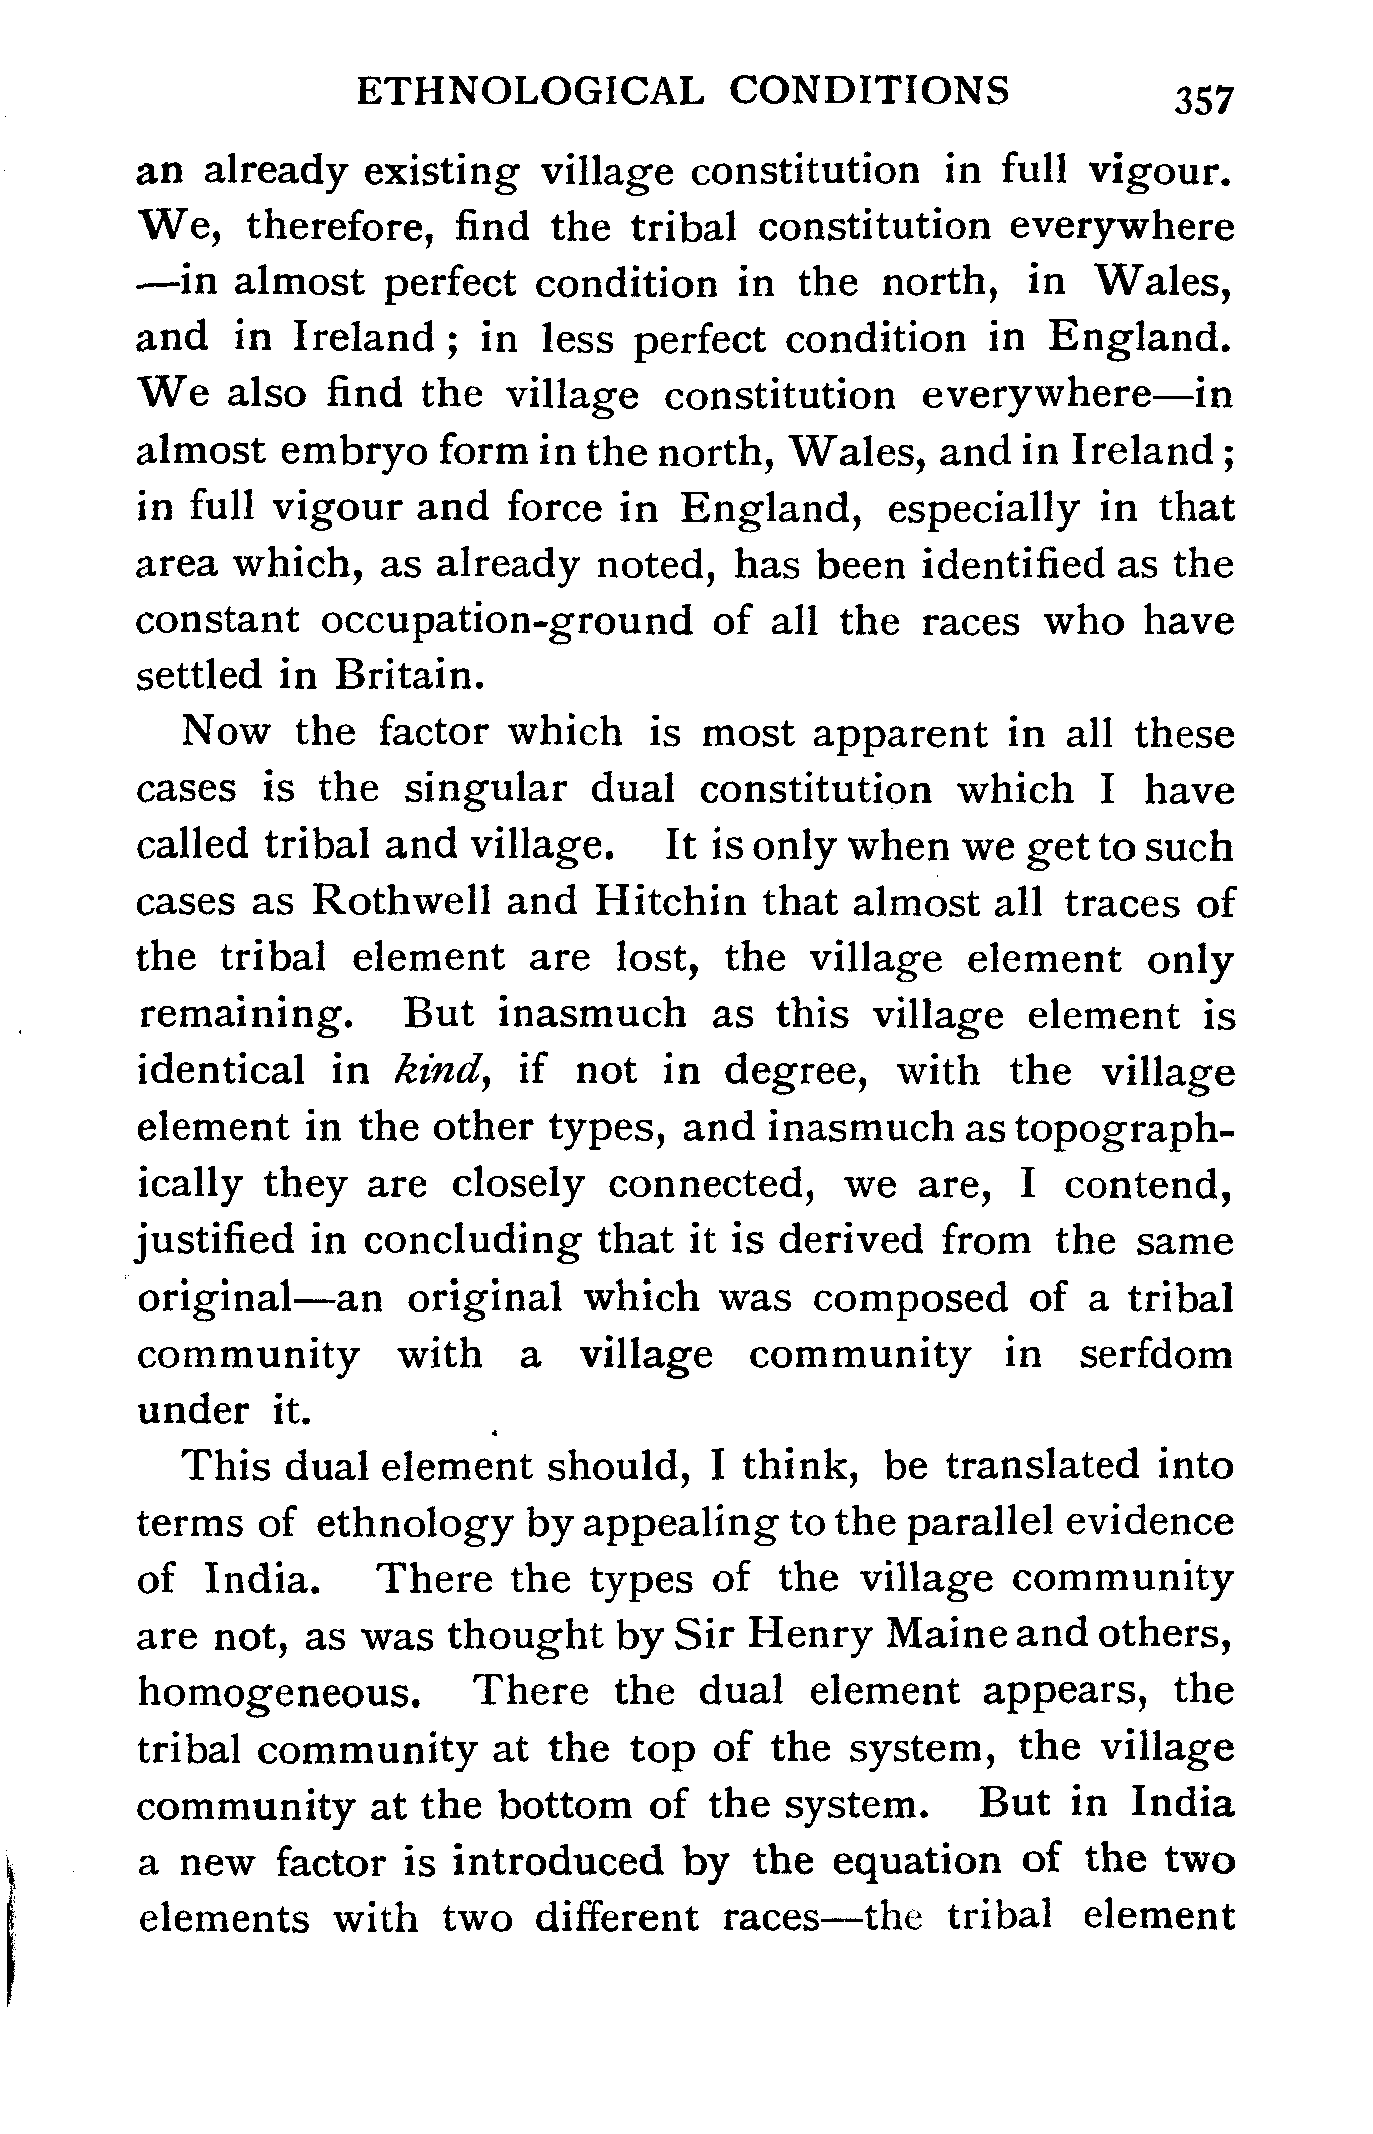 ETHNOLOGICAL CONDITIONS 357
an already existing village constitution in full vigour.
We, therefore, find the tribal constitution everywhere
—in almost perfect condition in the north, in Wales,
and in Ireland ; in less perfect condition in England.
We also find the village constitution everywhere—in
almost embryo form in the north, Wales, and in Ireland ;
in full vigour and force in England, especially in that
area which, as already noted, has been identified as the
constant occupation-ground of all the races who have
settled in Britain.
Now the factor which is most apparent in all these
cases is the singular dual constitution which I have
called tribal and village. It is only when we get to such
cases as Rothwell and Hitchin that almost all traces of
the tribal element are lost, the village element only
remaining. But inasmuch as this village element is
identical in kind, if not in degree, with the village
element in the other types, and inasmuch as topograph-
ically they are closely connected, we are, I contend,
justified in concluding that it is derived from the same
original—an original which was composed of a tribal
community with a village community in serfdom
under it.
This dual element should, I think, be translated into
terms of ethnology by appealing to the parallel evidence
of India. There the types of the village community
are not, as was thought by Sir Henry Maine and others,
homogeneous. There the dual element appears, the
tribal community at the top of the system, the village
community at the bottom of the system. But in India
a new factor is introduced by the equation of the two
elements with two different races—the tribal element